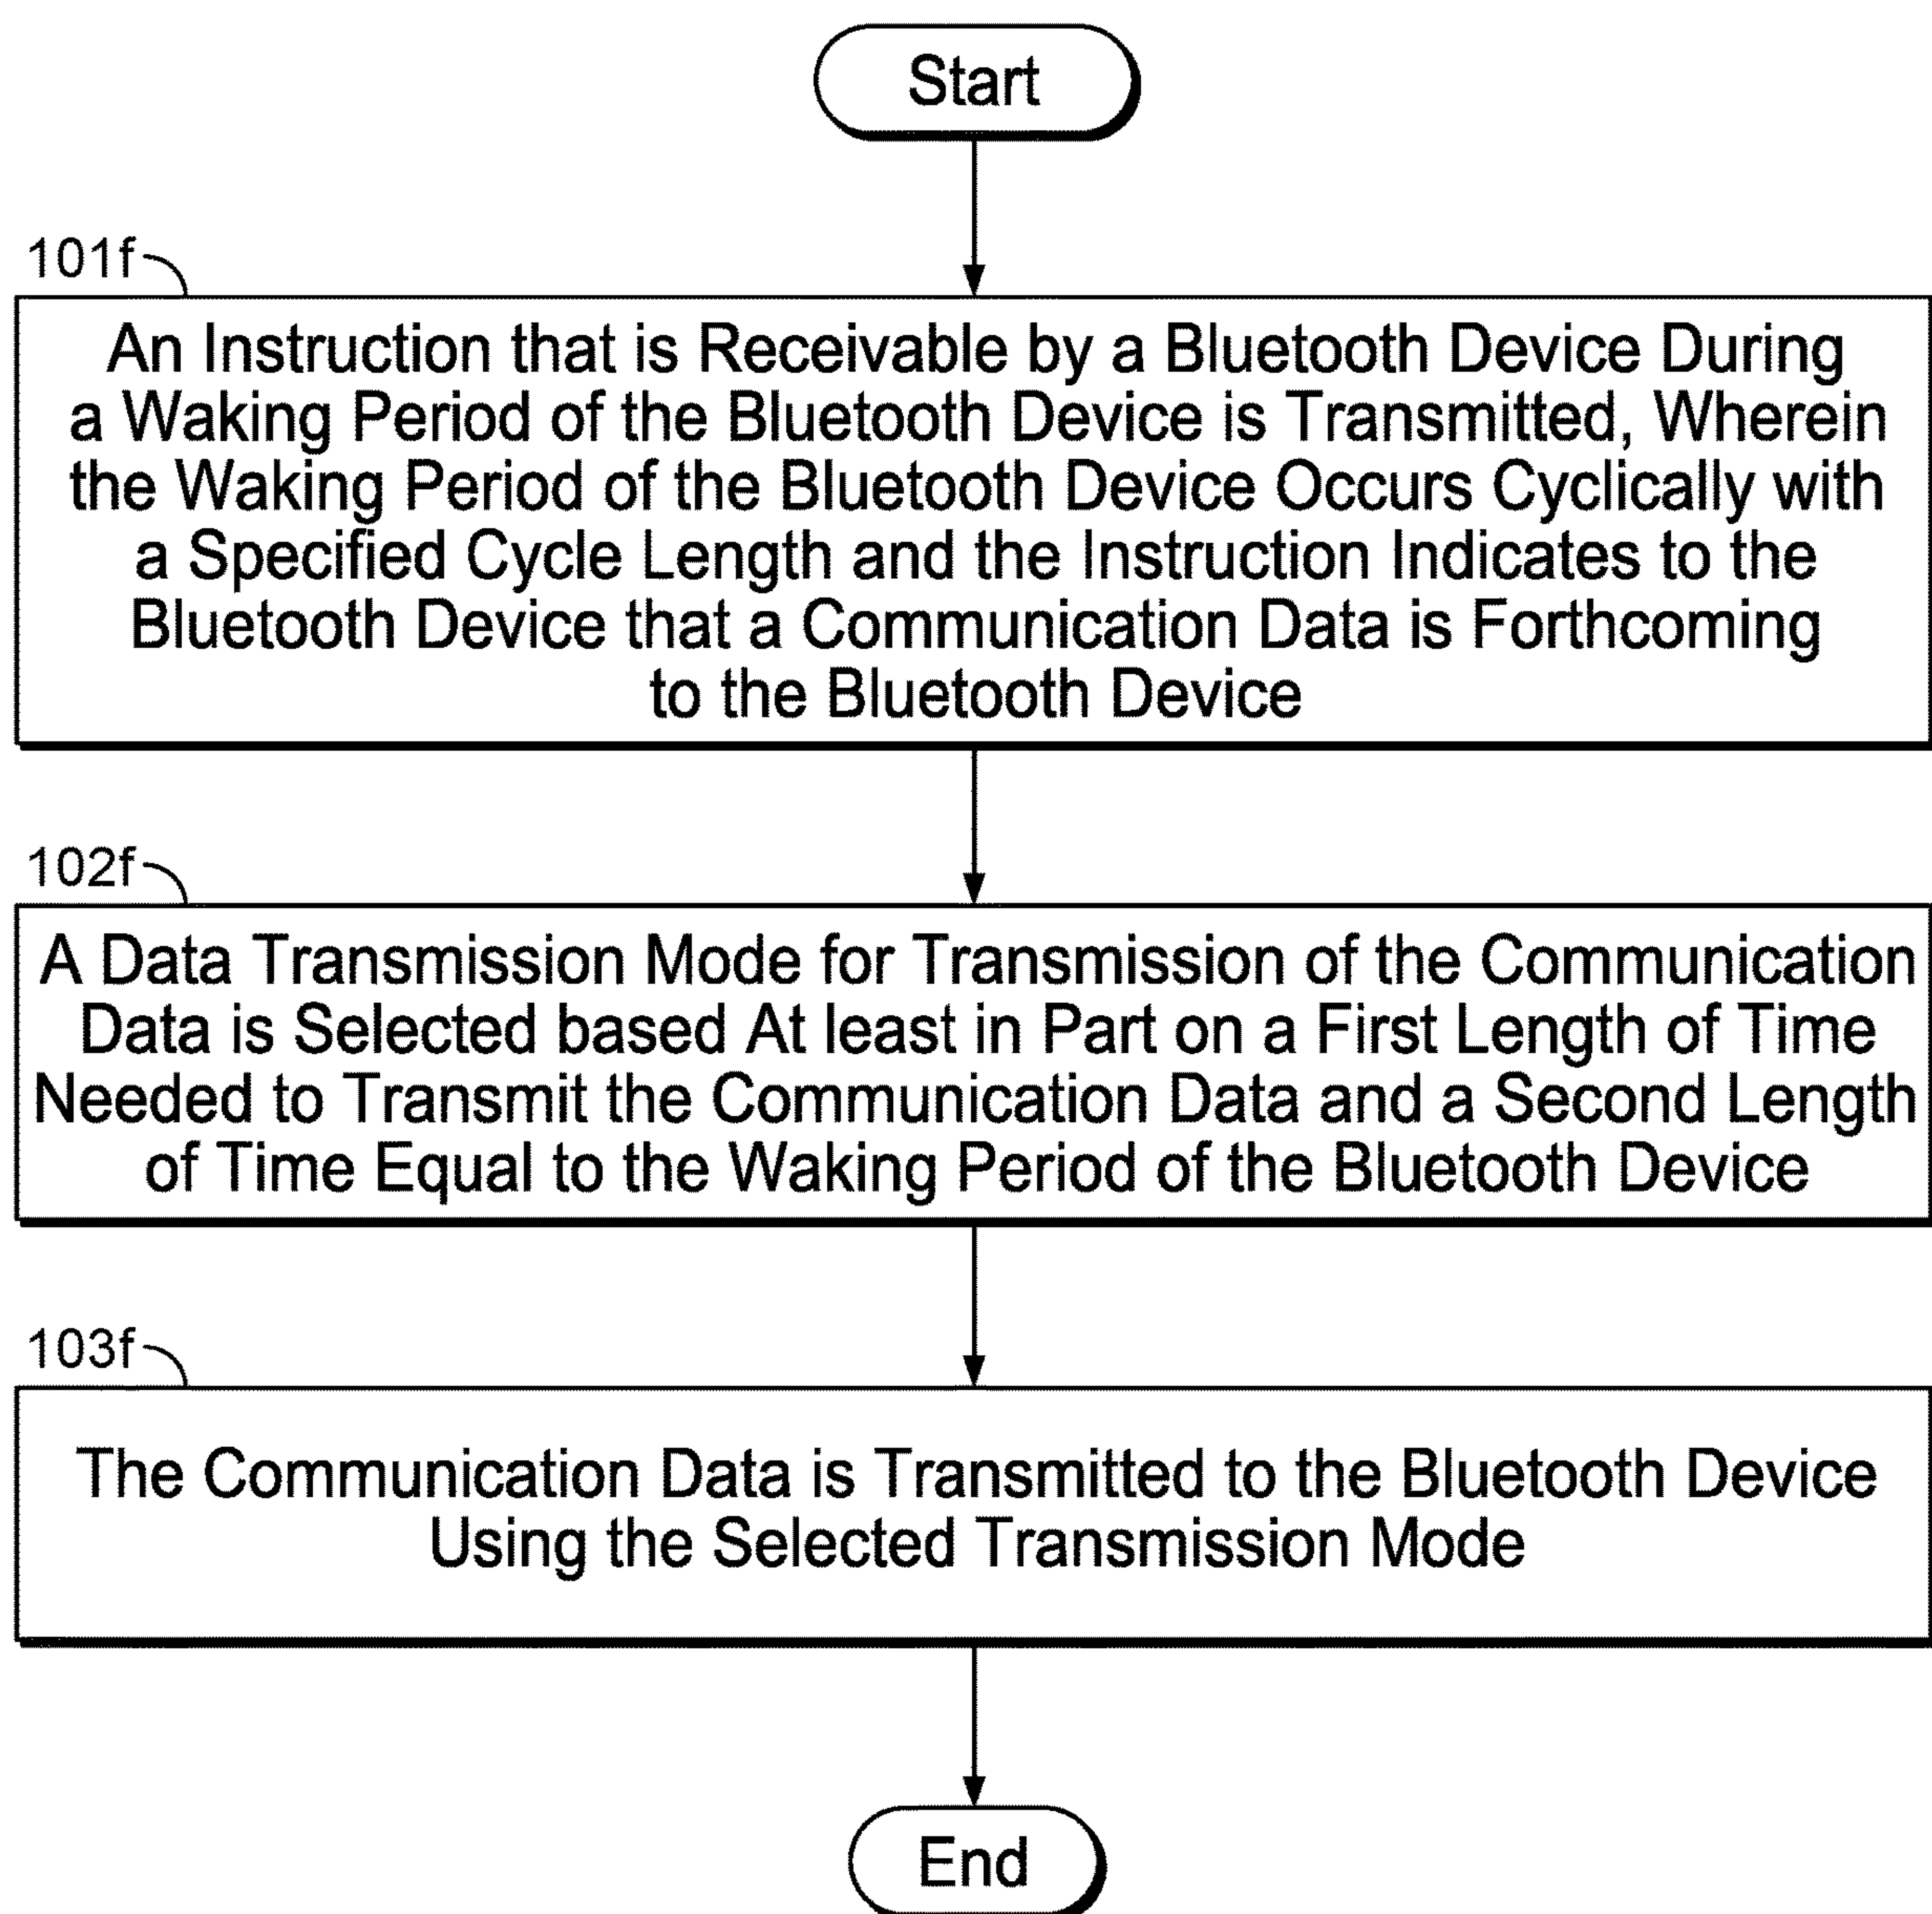 Start
101f
An Instruction that is Receivable by a Bluetooth Device During
a Waking Period of the Bluetooth Device is Transmitted, Wherein
the Waking Period of the Bluetooth Device Occurs Cyclically with
a Specified Cycle Length and the Instruction Indicates to the
Bluetooth Device that a Communication Data is Forthcoming
to the Bluetooth Device
102f
A Data Transmission Mode for Transmission of the Communication
Data is Selected based At least in Part on a First Length of Time
Needed to Transmit the Communication Data and a Second Length
of Time Equal to the Waking Period of the Bluetooth Device
103f
The Communication Data is Transmitted to the Bluetooth Device
Using the Selected Transmission Mode
End